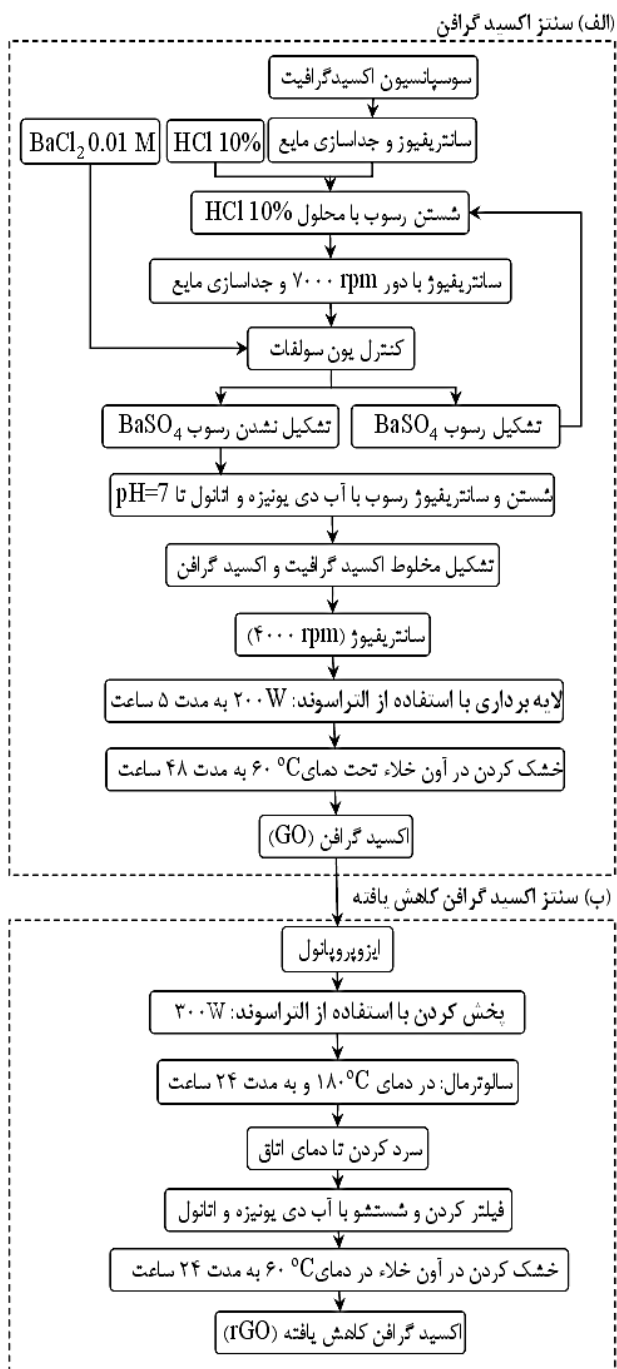 (الف) سنتز اکسید گرافن
سوسپانسیون اکسیدگرافیت
BaCl2 0.01 M
HCl 10%
سانتریفیوز و جداسازی مایع
شستن رسوب با محلول HCl 10%
سانتریفیوژ با دور ۷۰۰۰ rpm و جداسازی مایع
کنترل یون سولفات
تشکیل نشدن رسوب BaSO4
تشکیل رسوب BaSO4
شستن و سانتریفیوژ رسوب با آب دی یونیزه و اتانول تا pH=7
تشکیل مخلوط اکسید گرافیت و اکسید گرافن
سانتریفیوژ (۴۰۰۰ rpm)
لایه برداری با استفاده از التراسوند: ۲۰۰W به مدت ۵ ساعت
خشک کردن در آون خلاء تحت دمای ۶۰ ºC به مدت ۴۸ ساعت
اکسید گرافن (GO)
(ب) سنتز اکسید گرافن کاهش یافته
ایزوپروپانول
پخش کردن با استفاده از التراسوند: ۳۰۰W
سالوترمال: در دمای ۱۸۰ºC و به مدت ۲۴ ساعت
سرد کردن تا دمای اتاق
فیلتر کردن و شستشو با آب دی یونیزه و اتانول
خشک کردن در آون خلاء در دمای ۶۰ ºC به مدت ۲۴ ساعت
اکسید گرافن کاهش یافته (rGO)